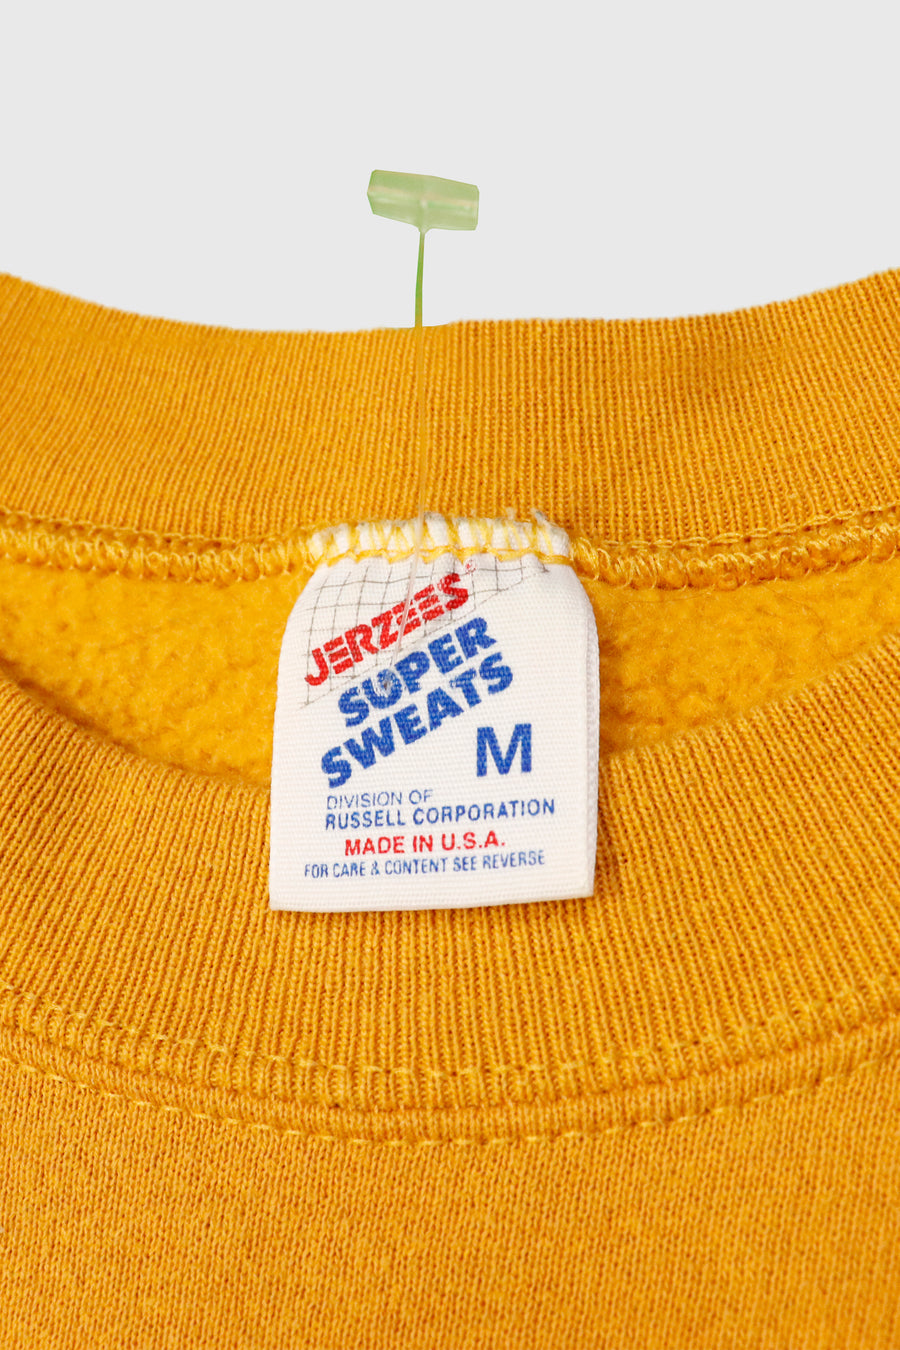 JERZEES
SUPER
SWEATS
M
DIVISION OF
RUSSELL CORPORATION
MADE IN U.S.A.
FOR CARE & CONTENT SEE REVERSE